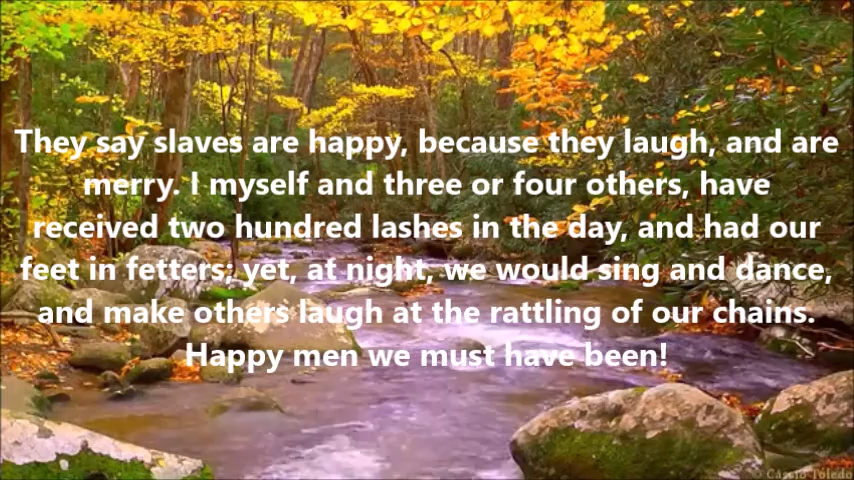 They say slaves are happy, because they laugh, and are
merry. I myself and three or four others, have
received two hundred lashes in the day, and had our
feet in fetters; yet, at night, we would sing and dance,
and make others laugh at the rattling of our chains.
Happy men we must have been!
© Cássio Toledo